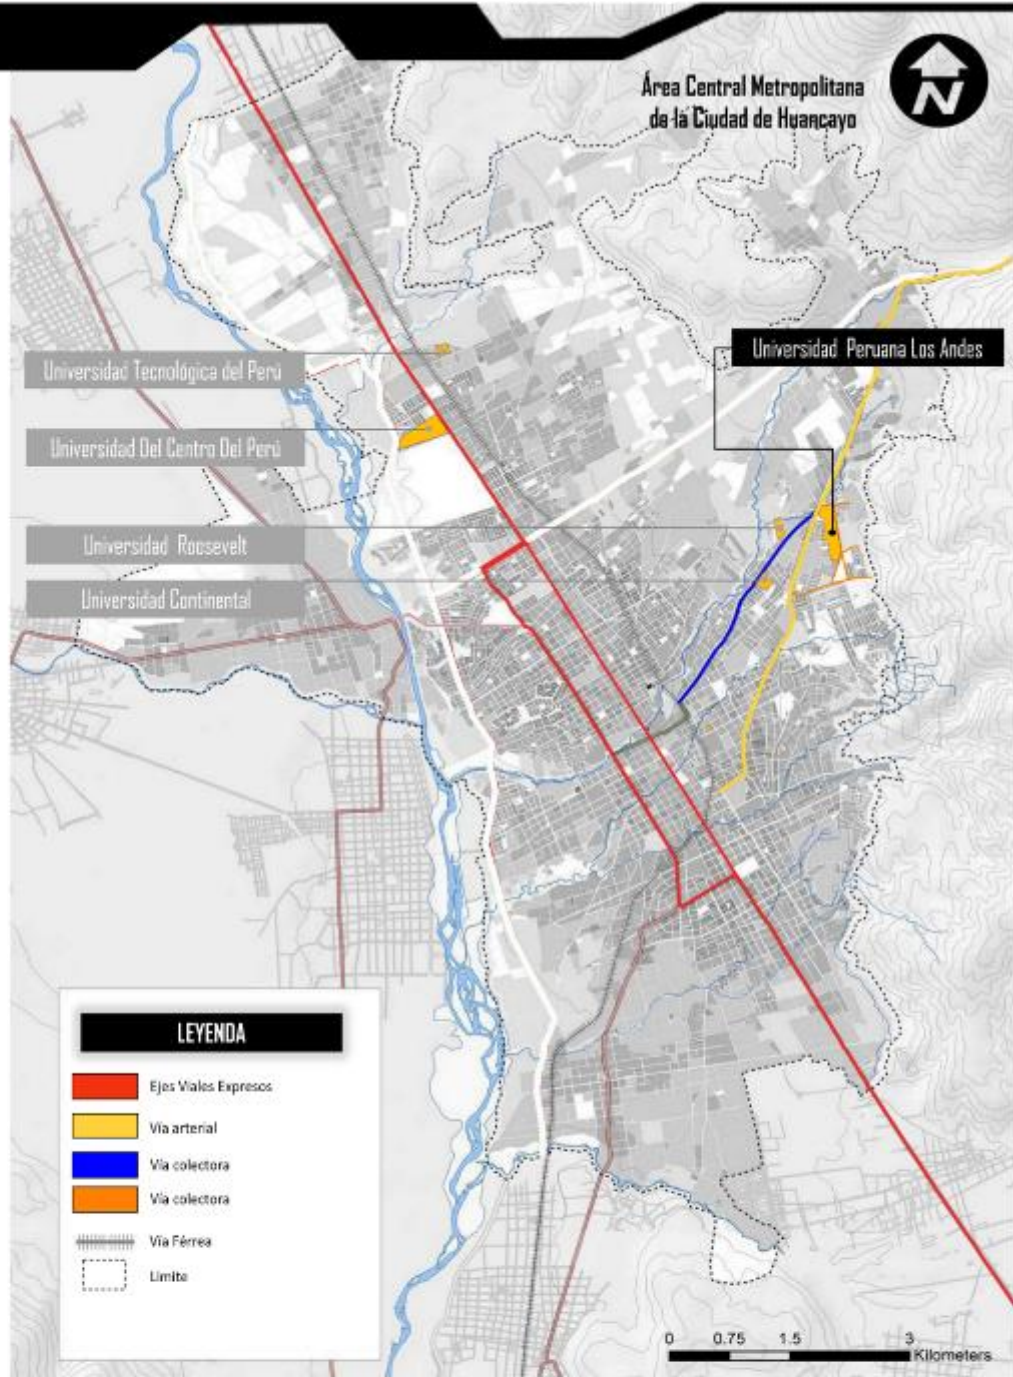 Área Central Metropolitana
de la Ciudad de Huancayo
N
Universidad Peruana Los Andes
Universidad Tecnológica del Perú
Universidad Del Centro Del Perú
Universidad Roosevelt
Universidad Continental
LEYENDA
Ejes Viales Expresos
Vía arterial
Vía colectora
Vía colectora
Vía Férrea
Limite
0 0.75 1.5 3
Kilometers